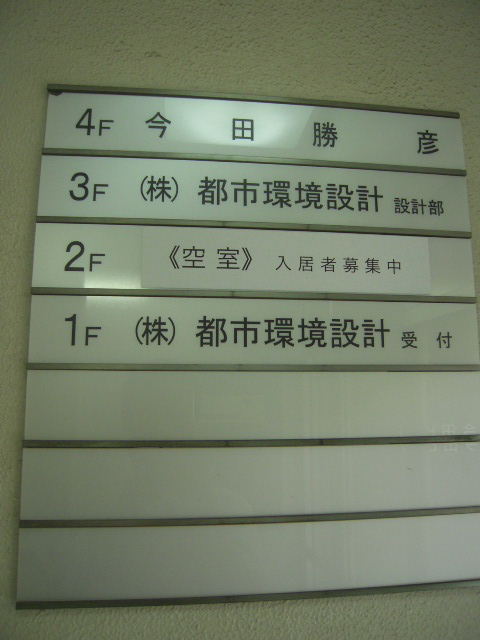 4F 今田勝彦
3F (株) 都市環境設計 設計部
2F 《空室》 入居者募集中
1F (株) 都市環境設計 受付